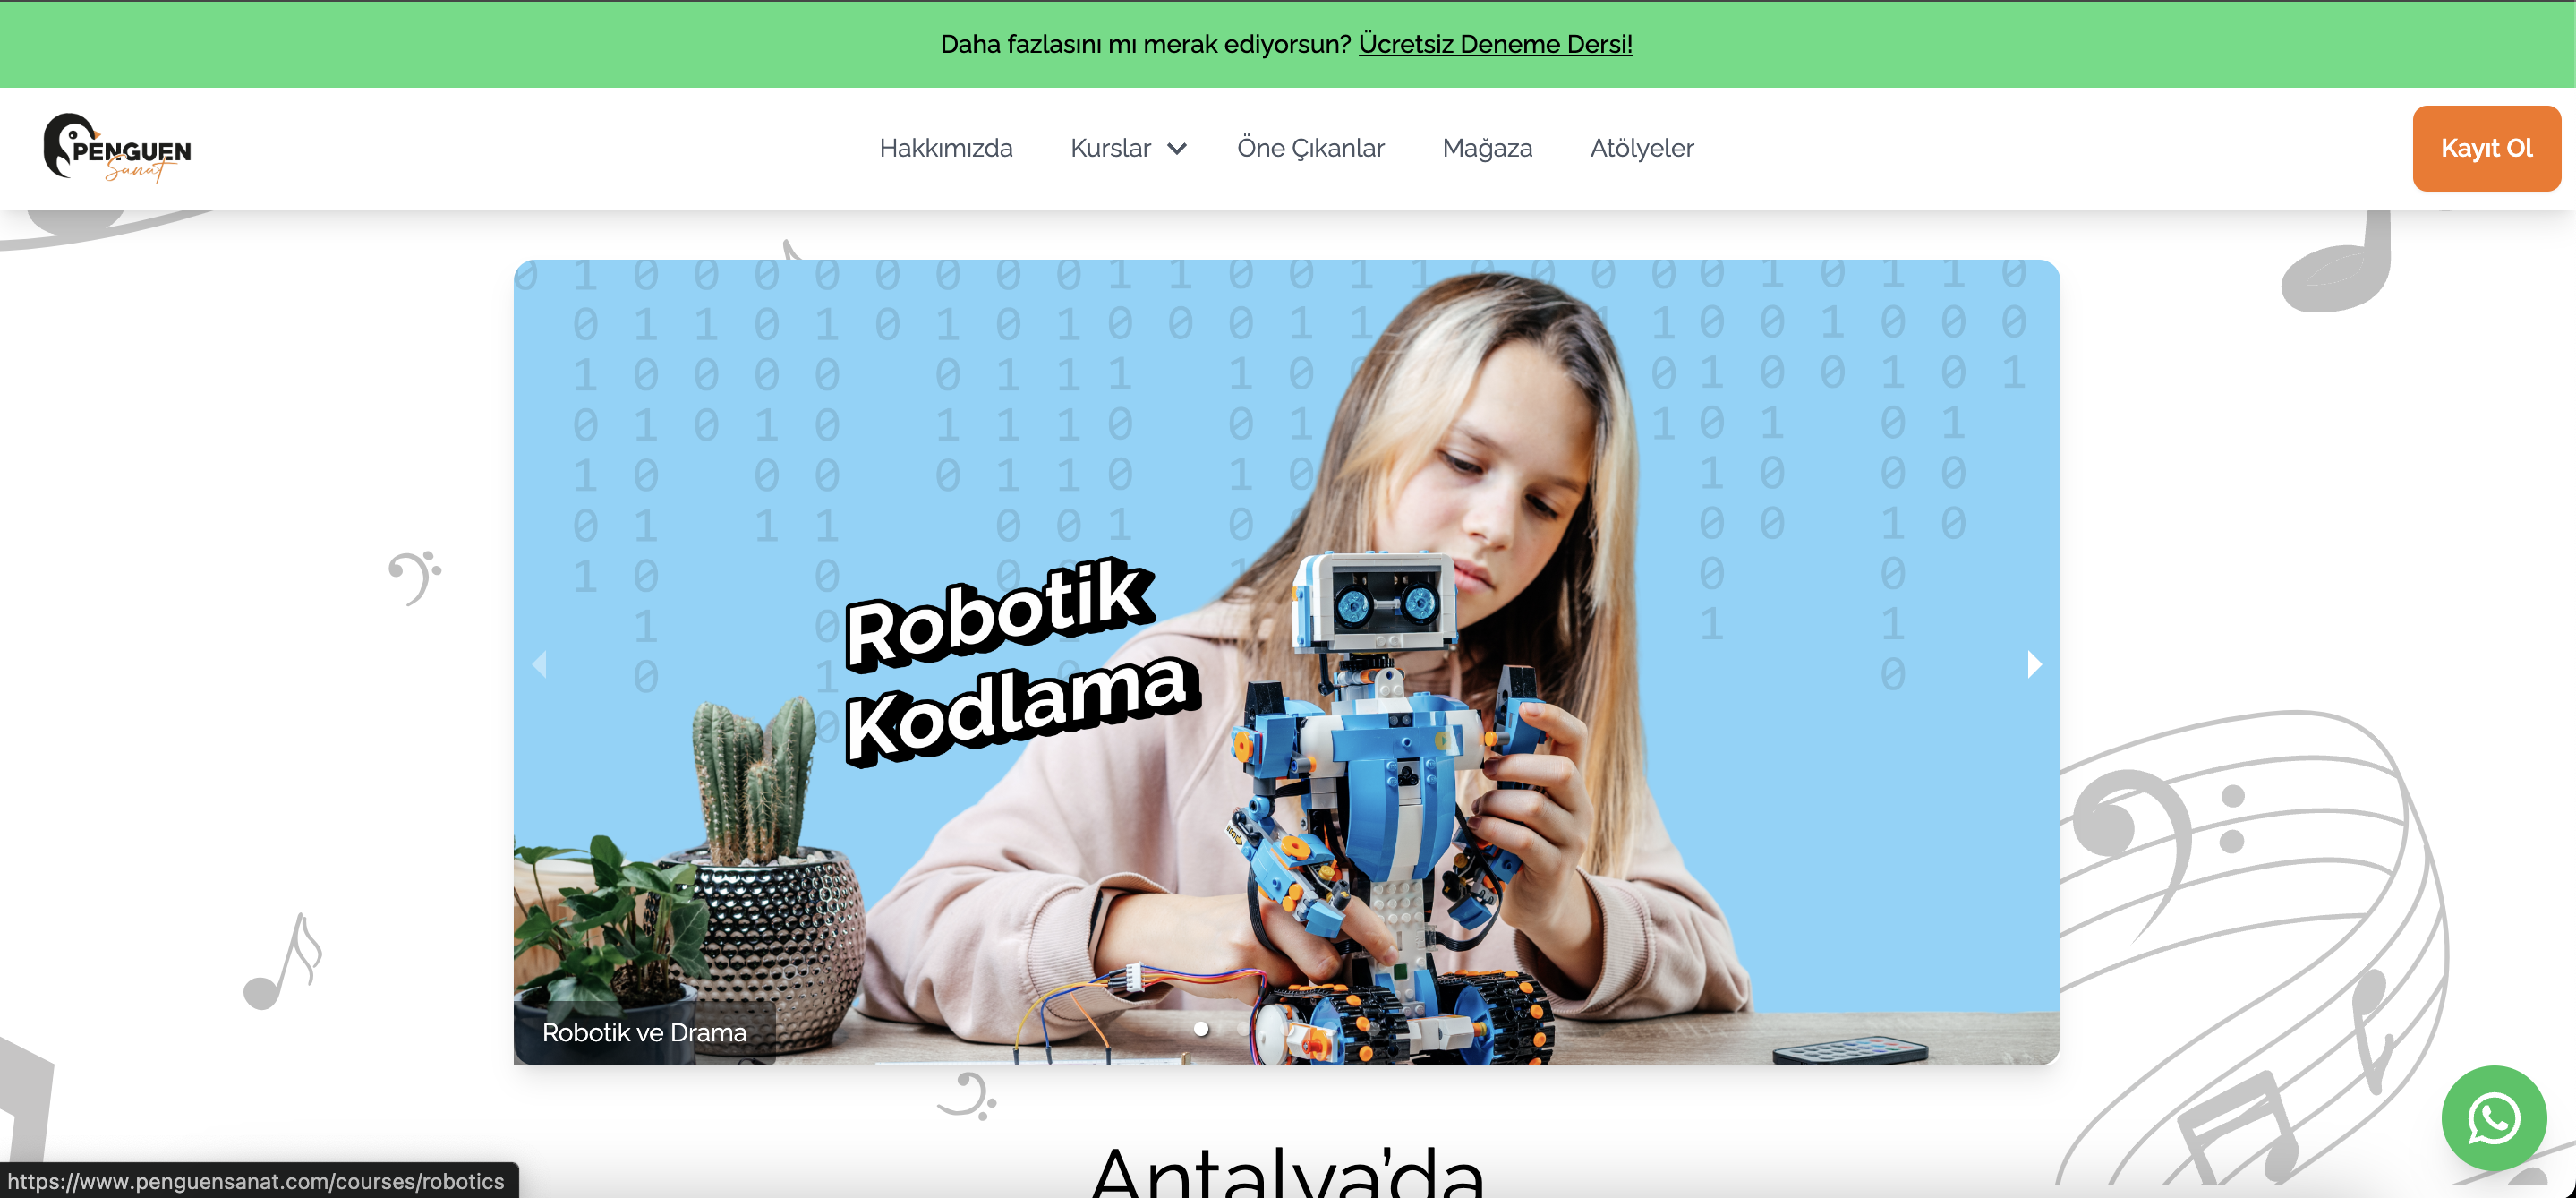 Daha fazlasını mı merak ediyorsun? Ücretsiz Deneme Dersi!
PENGUEN
Sanat
Hakkımızda
Kurslar
Öne Çıkanlar
Mağaza
Atölyeler
Kayıt Ol
Robotik
Kodlama
Robotik ve Drama
Antalya'da
https://www.penguensanat.com/courses/robotics